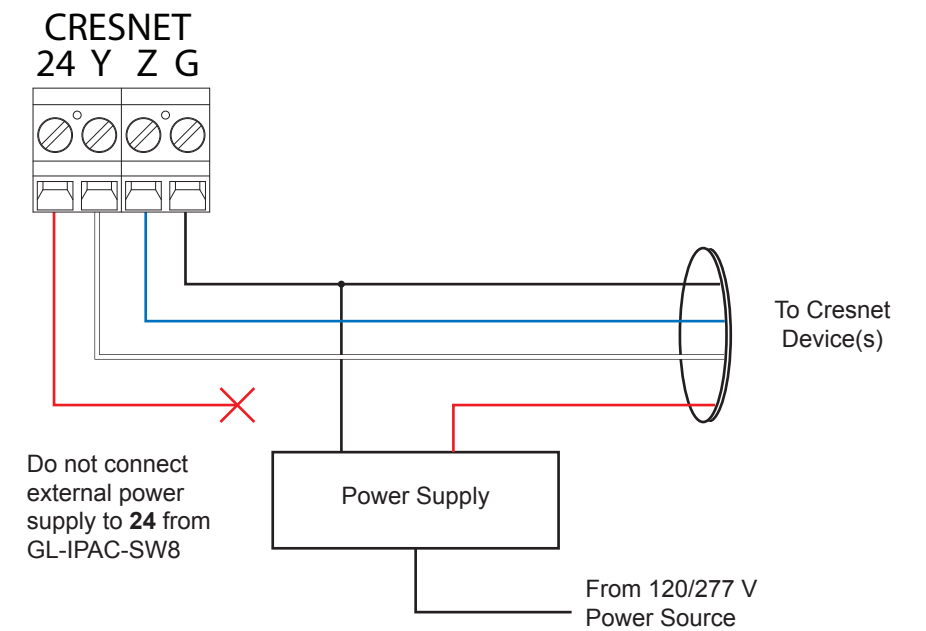 CRESNET
24 Y Z G
To Cresnet
Device(s)
Do not connect
external power
supply to 24 from
GL-IPAC-SW8
Power Supply
From 120/277 V
Power Source